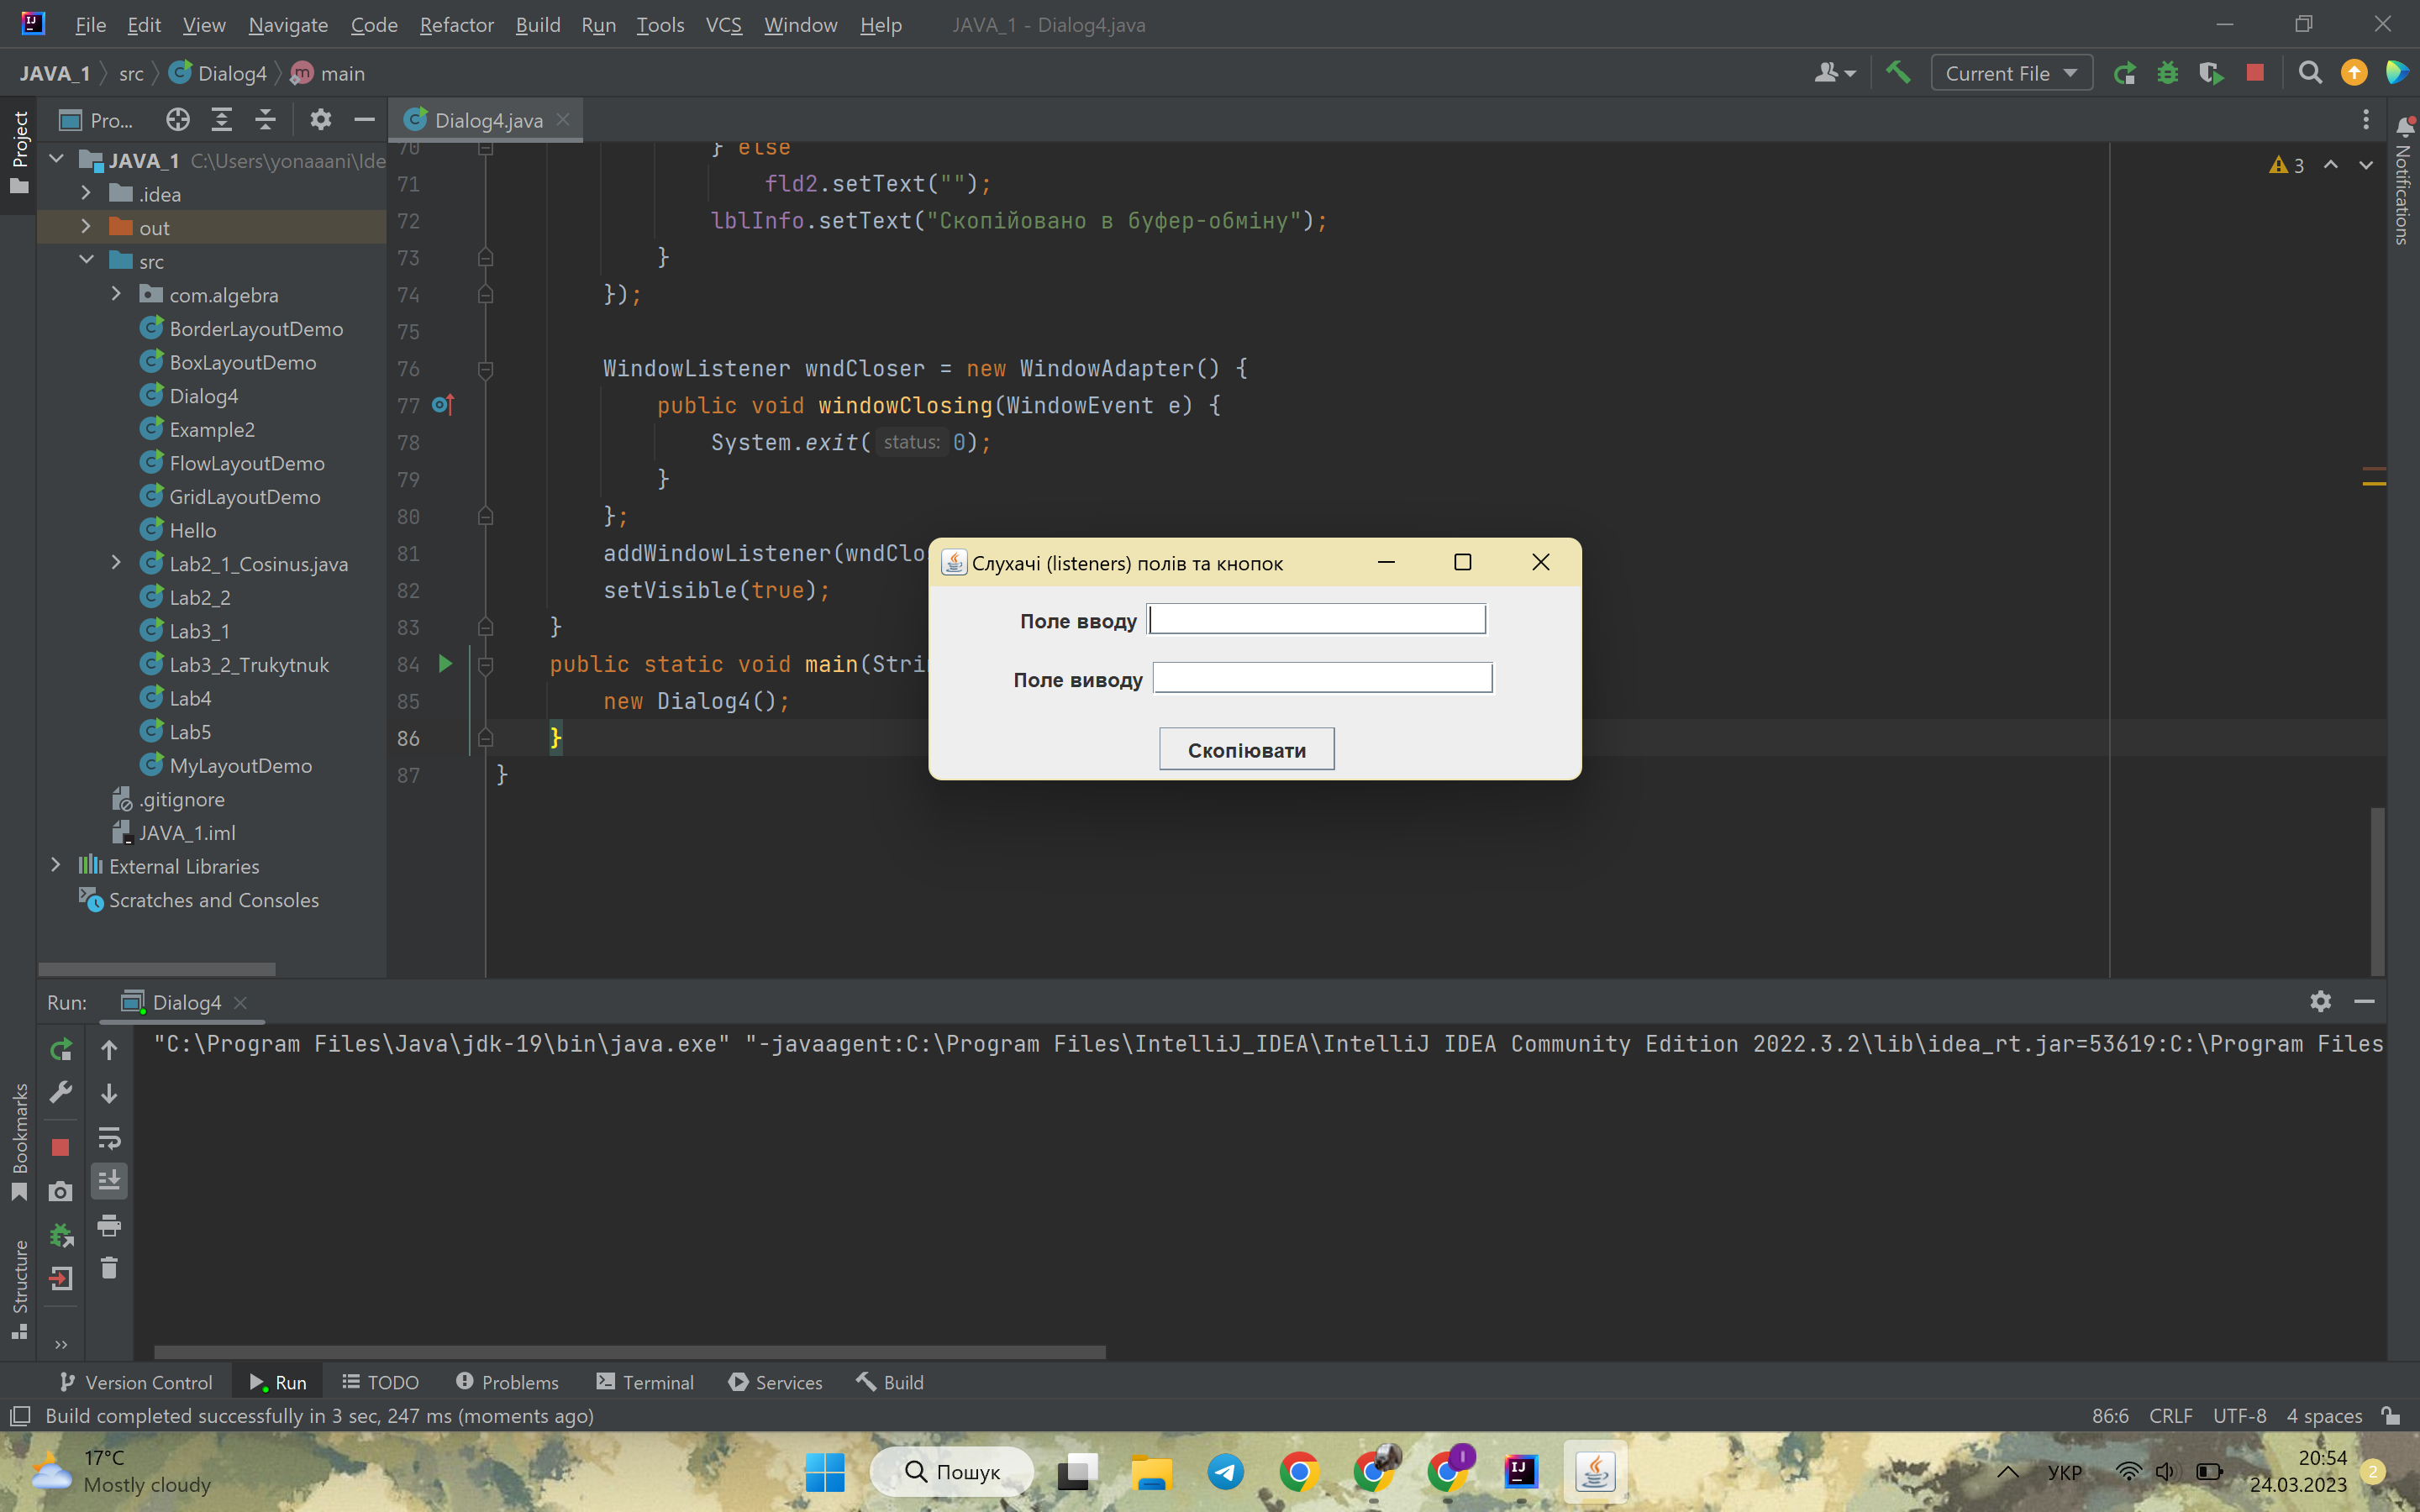 File Edit View Navigate Code Refactor Build Run Tools VCS Window Help JAVA_1 - Dialog4.java
JAVA_1 src Dialog4 main
Current File
Project
Pro...
Dialog4.java
Notifications
JAVA_1 C:\Users\yonaaani\Ide
.idea
out
src
com.algebra
BorderLayoutDemo
BoxLayoutDemo
Dialog4
Example2
FlowLayoutDemo
GridLayoutDemo
Hello
Lab2_1_Cosinus.java
Lab2_2
Lab3_1
Lab3_2_Trukytnuk
Lab4
Lab5
MyLayoutDemo
.gitignore
JAVA_1.iml
External Libraries
Scratches and Consoles
3
70 } else
71 fld2.setText("");
72 lblInfo.setText("Скопійовано в буфер-обміну");
73 }
74 });
75
76 WindowListener wndCloser = new WindowAdapter() {
77 public void windowClosing(WindowEvent e) {
78 System.exit( status: 0);
79 }
80 };
81 addWindowListener(wndClo
82 setVisible(true);
83 }
84 public static void main(Stri
85 new Dialog4();
86 }
87 }
Слухачі (listeners) полів та кнопок
Поле вводу
Поле виводу
Скопіювати
Run: Dialog4
"C:\Program Files\Java\jdk-19\bin\java.exe" "-javaagent:C:\Program Files\IntelliJ_IDEA\IntelliJ IDEA Community Edition 2022.3.2\lib\idea_rt.jar=53619:C:\Program Files
Bookmarks
Structure
Version Control Run TODO Problems Terminal Services Build
Build completed successfully in 3 sec, 247 ms (moments ago)
86:6 CRLF UTF-8 4 spaces
17°C
Mostly cloudy
Пошук
УКР
20:54
24.03.2023
2